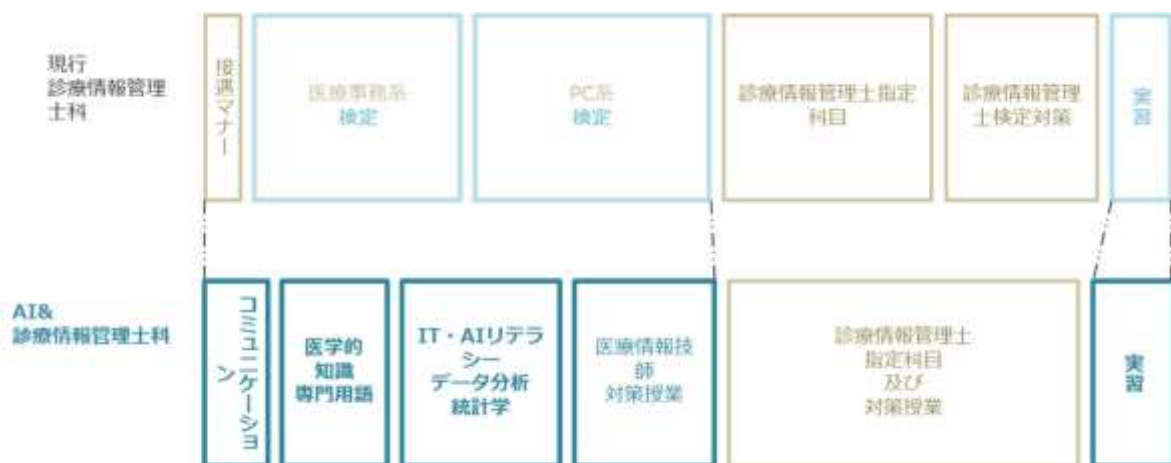 現行
診療情報管理
士科
接遇マナー
医療事務系
検定
PC系
検定
診療情報管理士指定
科目
診療情報管理
士検定対策
実習
AI&
診療情報管理士科
コミュニケーショ
ン
医学的
知識
専門用語
IT・AIリテラ
シー
データ分析
統計学
医療情報技
師
対策授業
診療情報管理士
指定科目
及び
対策授業
実習